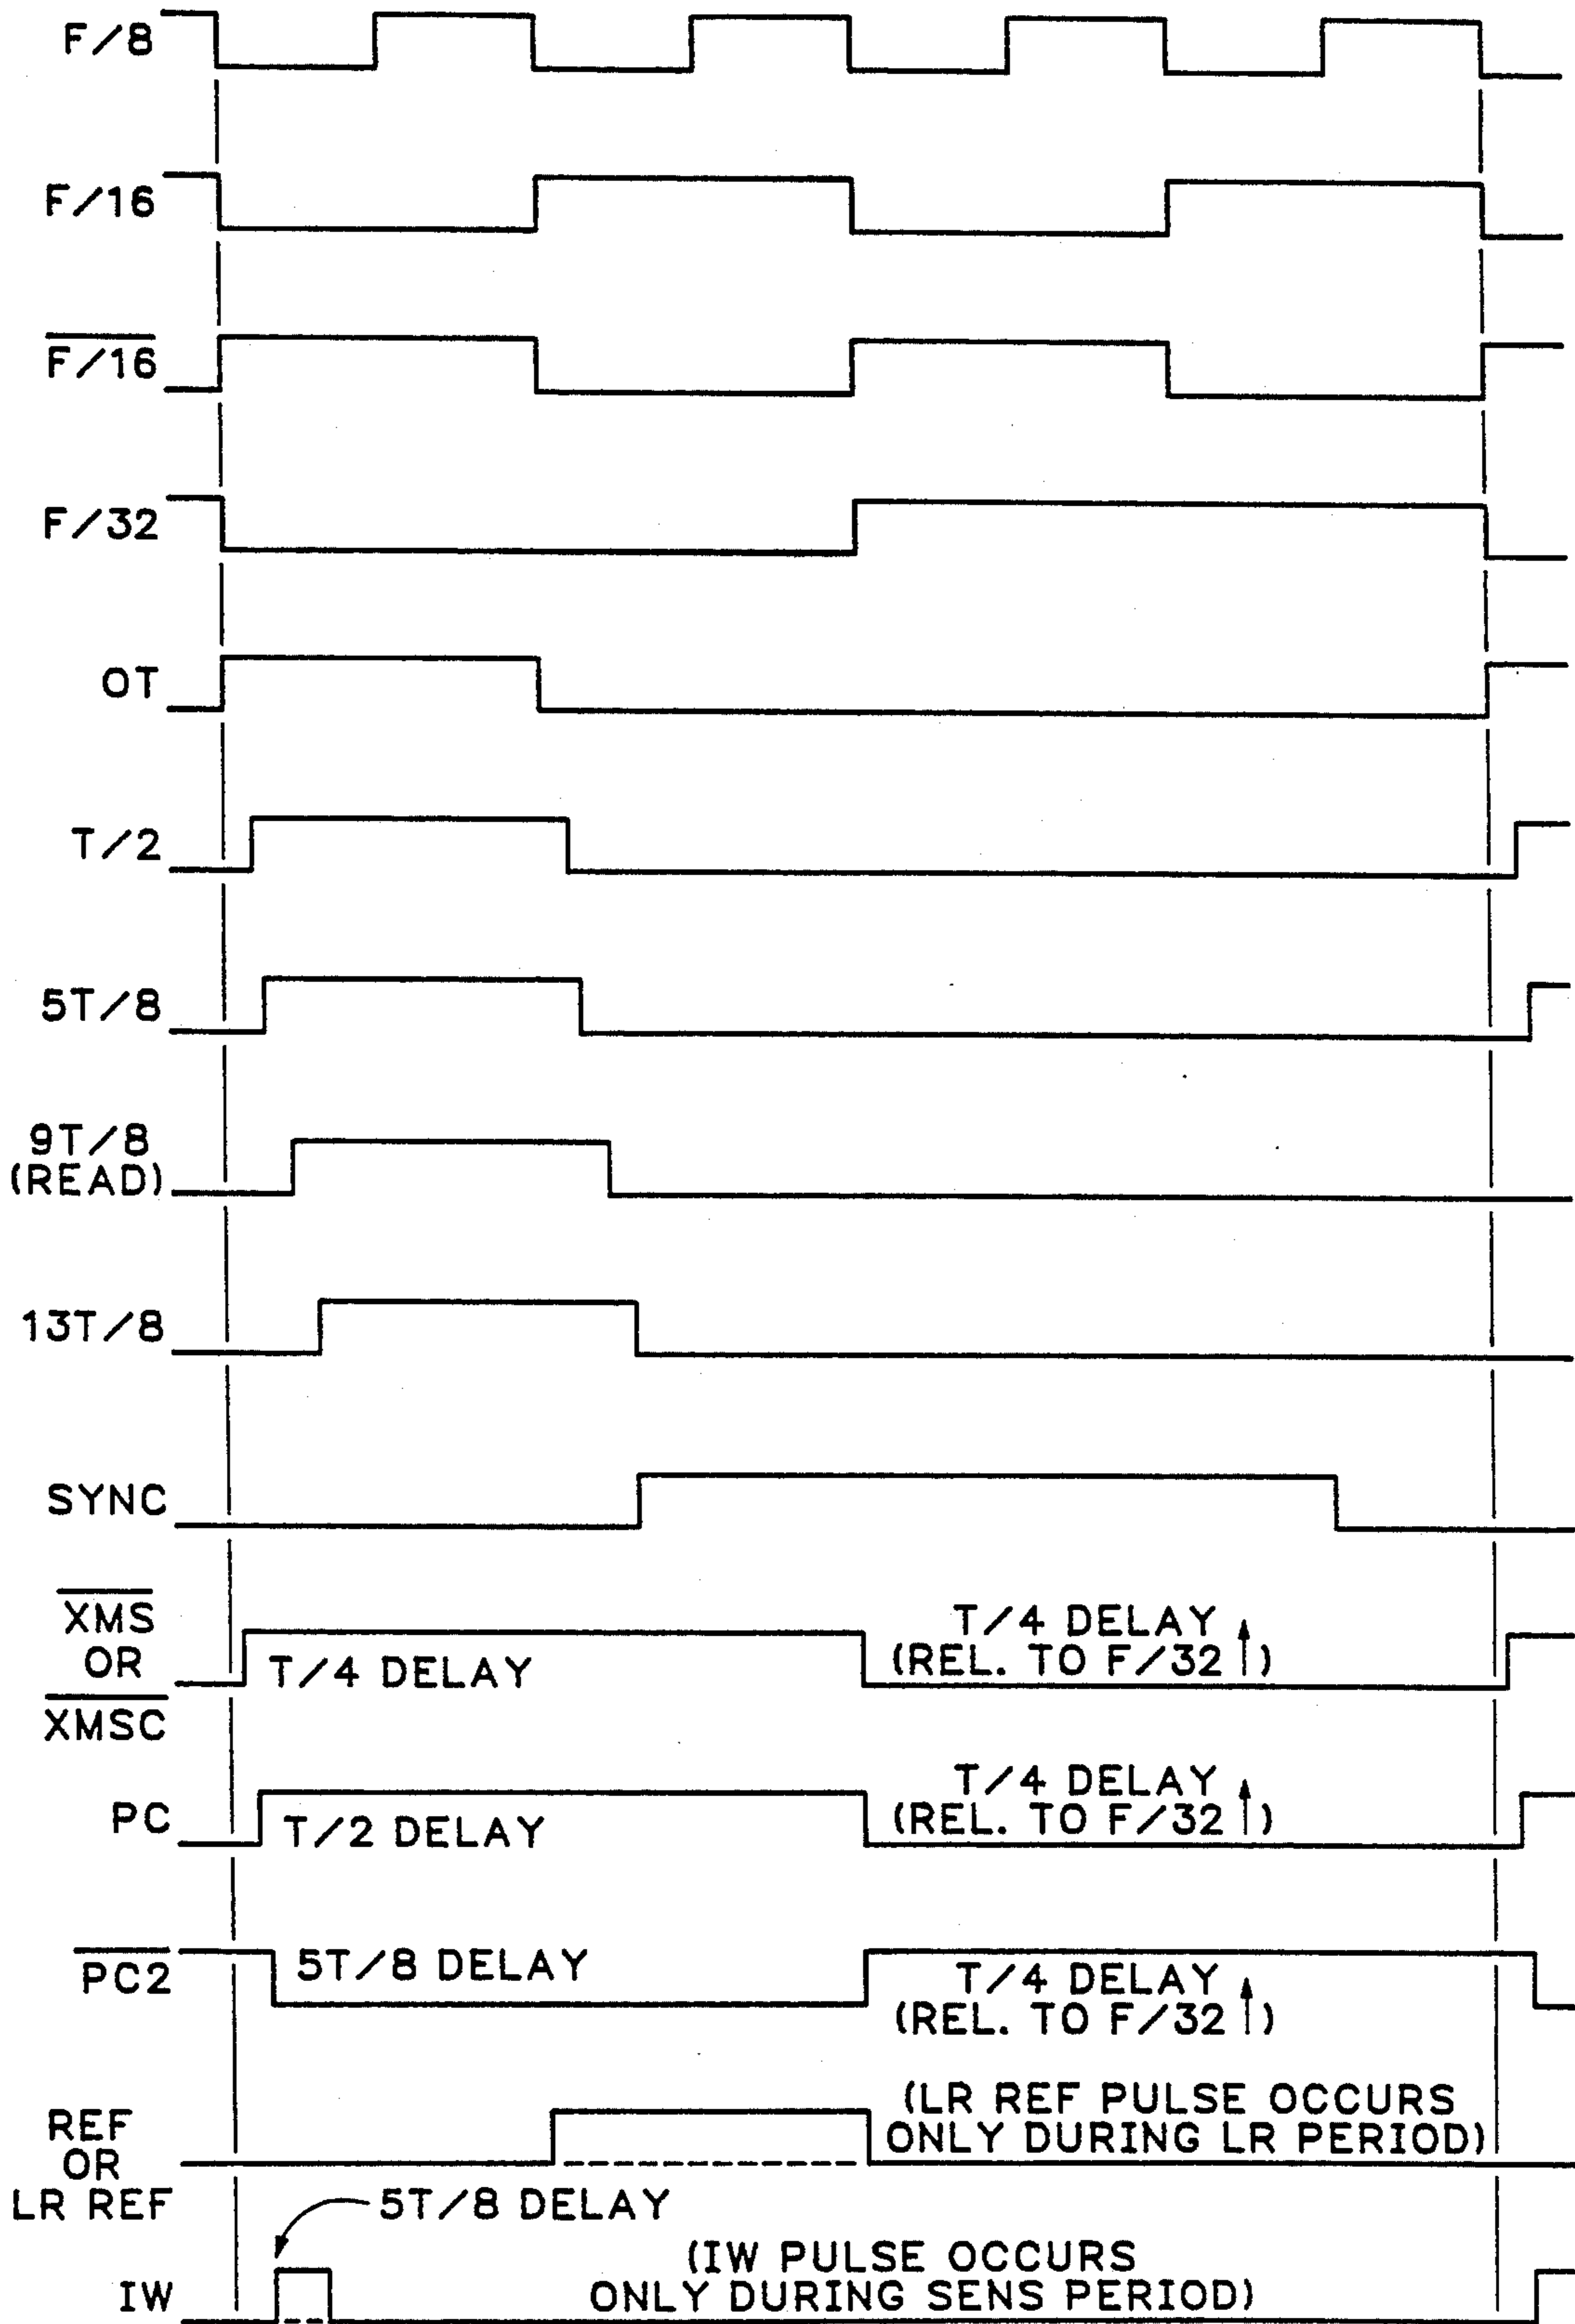 F/8
F/16
F/16
F/32
OT
T/2
5T/8
9T/8
(READ)
13T/8
SYNC
XMS
OR
XMSC
T/4 DELAY
T/4 DELAY
(REL. TO F/32 ↑)
PC
T/2 DELAY
T/4 DELAY
(REL. TO F/32 ↑)
PC2
5T/8 DELAY
T/4 DELAY
(REL. TO F/32 ↑)
REF
OR
LR REF
(LR REF PULSE OCCURS
ONLY DURING LR PERIOD)
5T/8 DELAY
IW
(IW PULSE OCCURS
ONLY DURING SENS PERIOD)